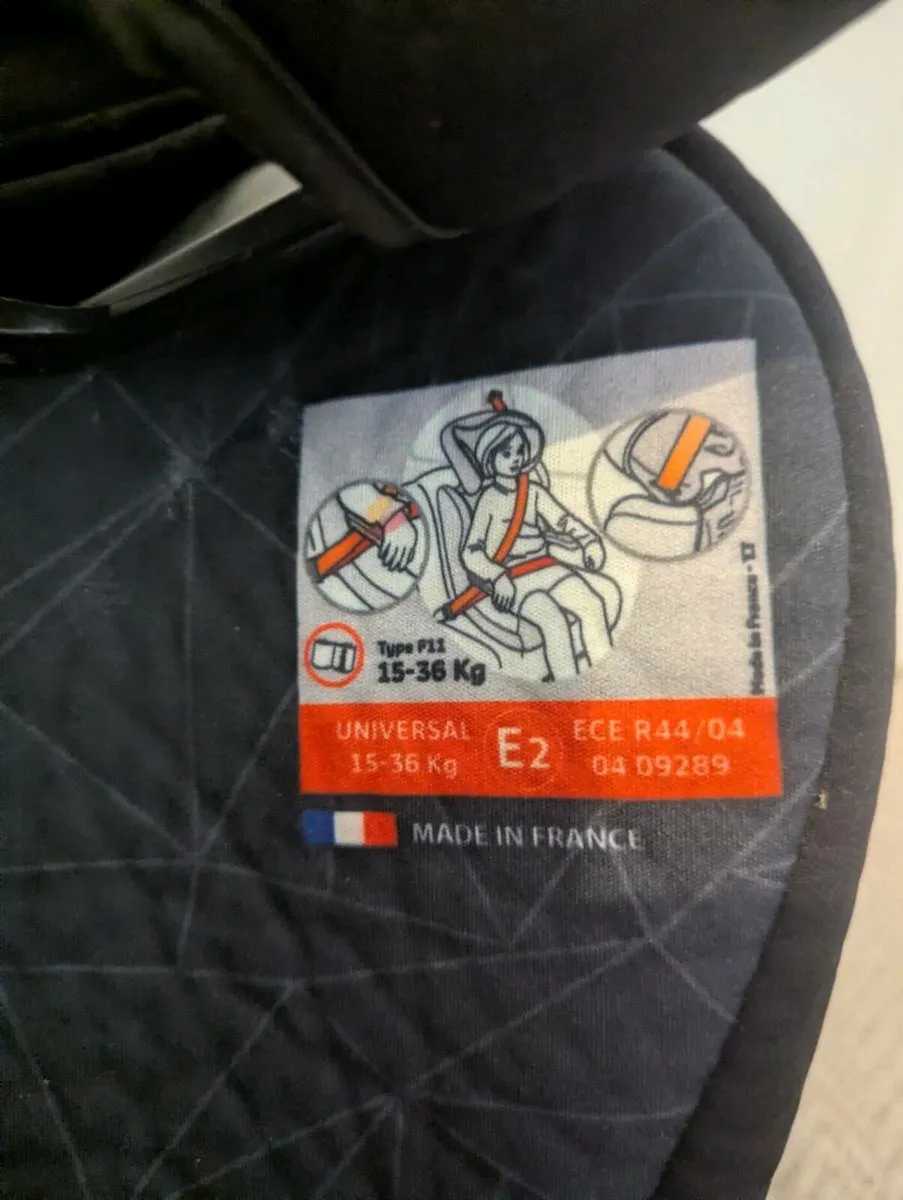 Type F11
15-36 Kg
Made in France - 17
UNIVERSAL
15-36 Kg
E2
ECE R44/04
04 09289
MADE IN FRANCE